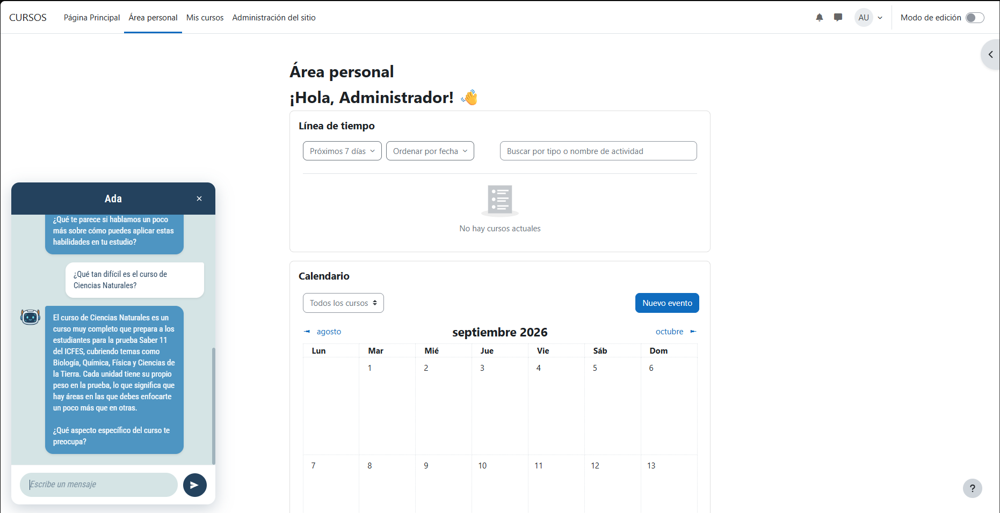 CURSOS
Página Principal
Área personal
Mis cursos
Administración del sitio
AU
Modo de edición
Área personal
¡Hola, Administrador! 👋
Línea de tiempo
Próximos 7 días
Ordenar por fecha
Buscar por tipo o nombre de actividad
No hay cursos actuales
Calendario
Todos los cursos
Nuevo evento
agosto
septiembre 2026
octubre
Lun Mar Mié Jue Vie Sáb Dom
1 2 3 4 5 6
7 8 9 10 11 12 13
?
Ada
×
¿Qué te parece si hablamos un poco
más sobre cómo puedes aplicar estas
habilidades en tu estudio?
¿Qué tan difícil es el curso de
Ciencias Naturales?
El curso de Ciencias Naturales es un
curso muy completo que prepara a los
estudiantes para la prueba Saber 11
del ICFES, cubriendo temas como
Biología, Química, Física y Ciencias de
la Tierra. Cada unidad tiene su propio
peso en la prueba, lo que significa que
hay áreas en las que debes enfocarte
un poco más que en otras.
¿Qué aspecto específico del curso te
preocupa?
Escribe un mensaje